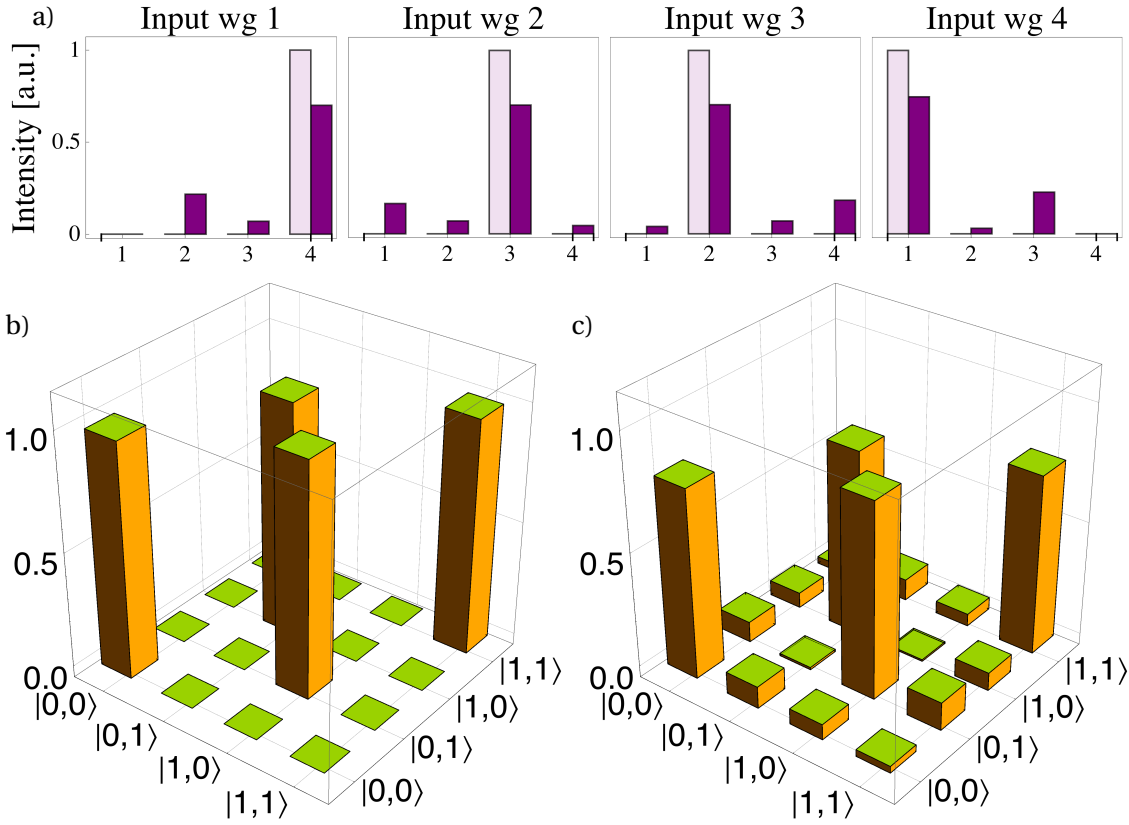 a)
Input wg 1
Input wg 2
Input wg 3
Input wg 4
Intensity [a.u.]
1
0.5
0
1 2 3 4
1 2 3 4
1 2 3 4
1 2 3 4
b)
1.0
0.5
0.0
|0,0⟩
|0,1⟩
|1,0⟩
|1,1⟩
|0,0⟩
|0,1⟩
|1,0⟩
|1,1⟩
c)
1.0
0.5
0.0
|0,0⟩
|0,1⟩
|1,0⟩
|1,1⟩
|0,0⟩
|0,1⟩
|1,0⟩
|1,1⟩